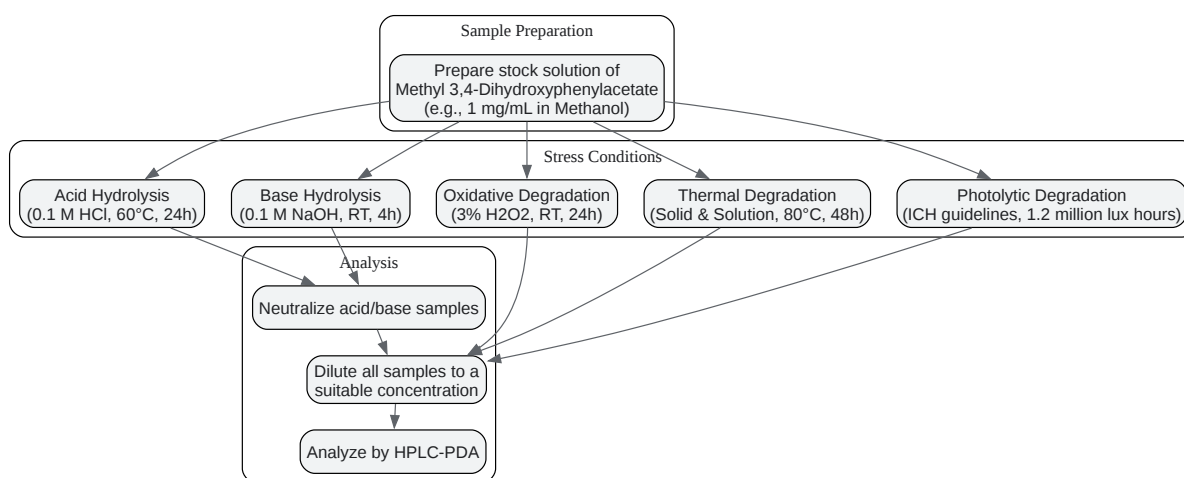 Sample Preparation
Prepare stock solution of
Methyl 3,4-Dihydroxyphenylacetate
(e.g., 1 mg/mL in Methanol)
Stress Conditions
Acid Hydrolysis
(0.1 M HCl, 60°C, 24h)
Base Hydrolysis
(0.1 M NaOH, RT, 4h)
Oxidative Degradation
(3% H2O2, RT, 24h)
Thermal Degradation
(Solid & Solution, 80°C, 48h)
Photolytic Degradation
(ICH guidelines, 1.2 million lux hours)
Analysis
Neutralize acid/base samples
Dilute all samples to a
suitable concentration
Analyze by HPLC-PDA